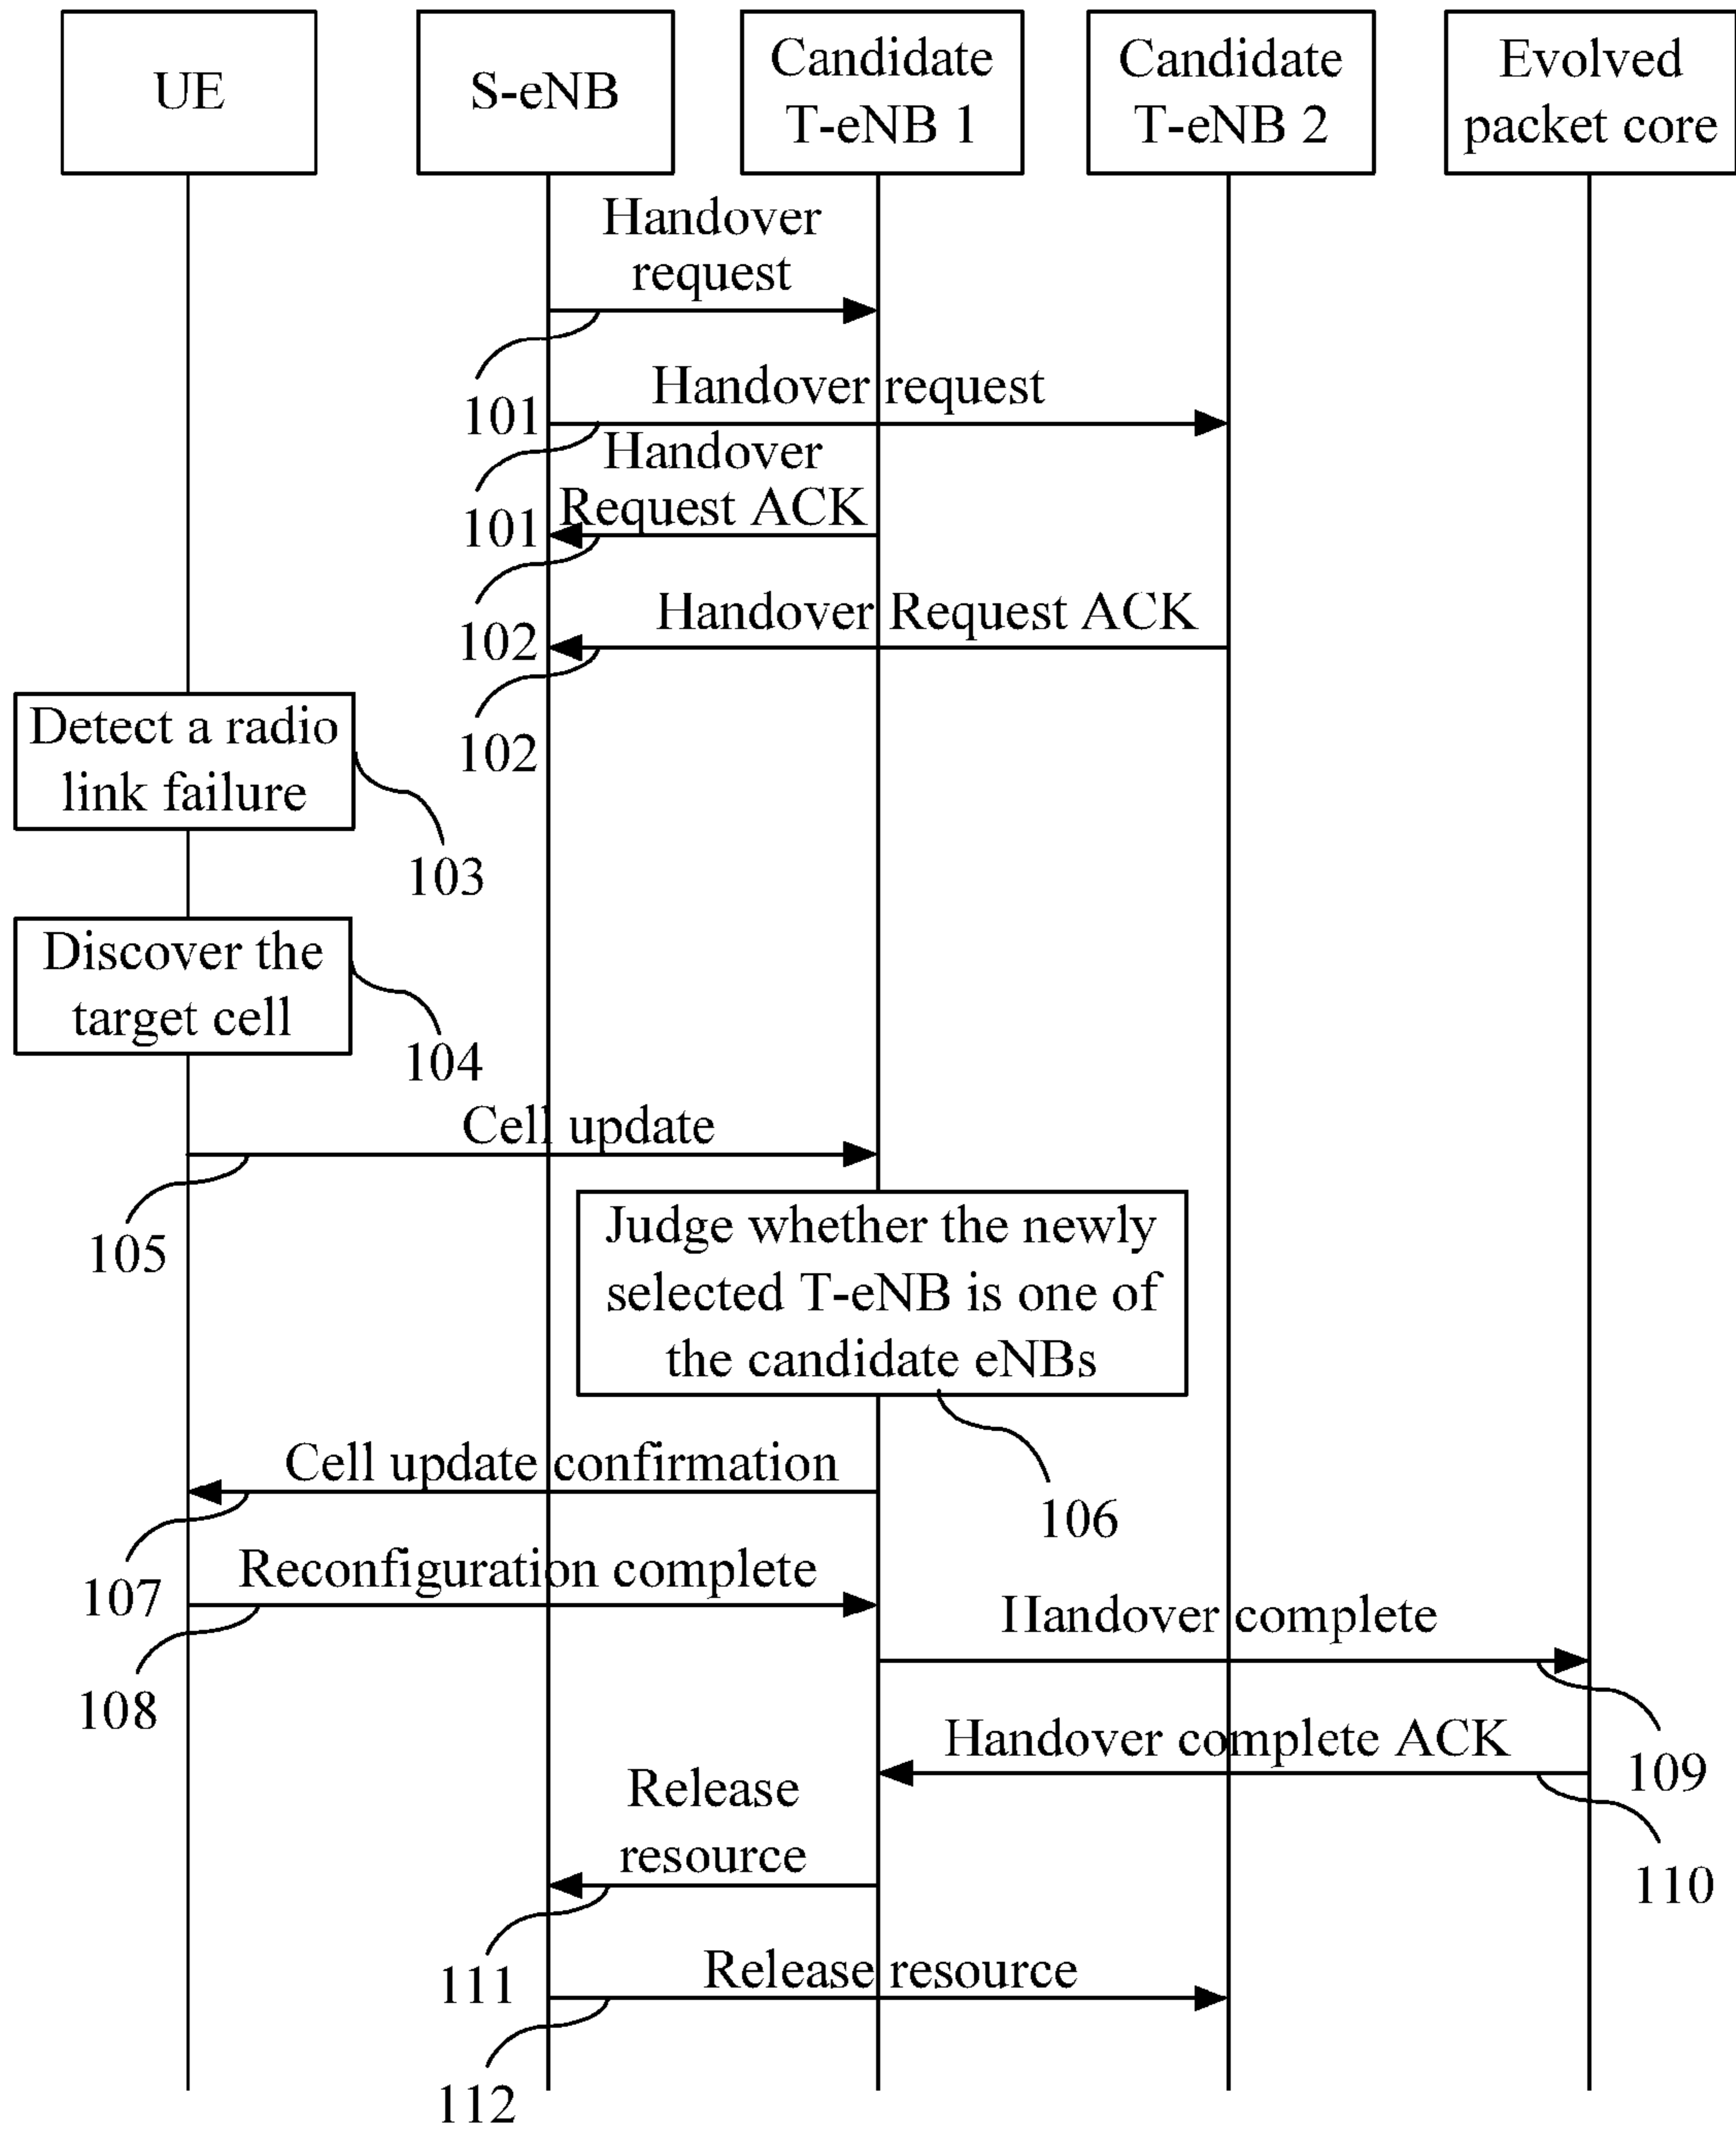 UE
S-eNB
Candidate
T-eNB 1
Candidate
T-eNB 2
Evolved
packet core
Handover
request
101
Handover request
101
Handover
Request ACK
102
Handover Request ACK
102
Detect a radio
link failure
103
Discover the
target cell
104
Cell update
105
Judge whether the newly
selected T-eNB is one of
the candidate eNBs
106
Cell update confirmation
107
Reconfiguration complete
108
Handover complete
109
Handover complete ACK
110
Release
resource
111
Release resource
112